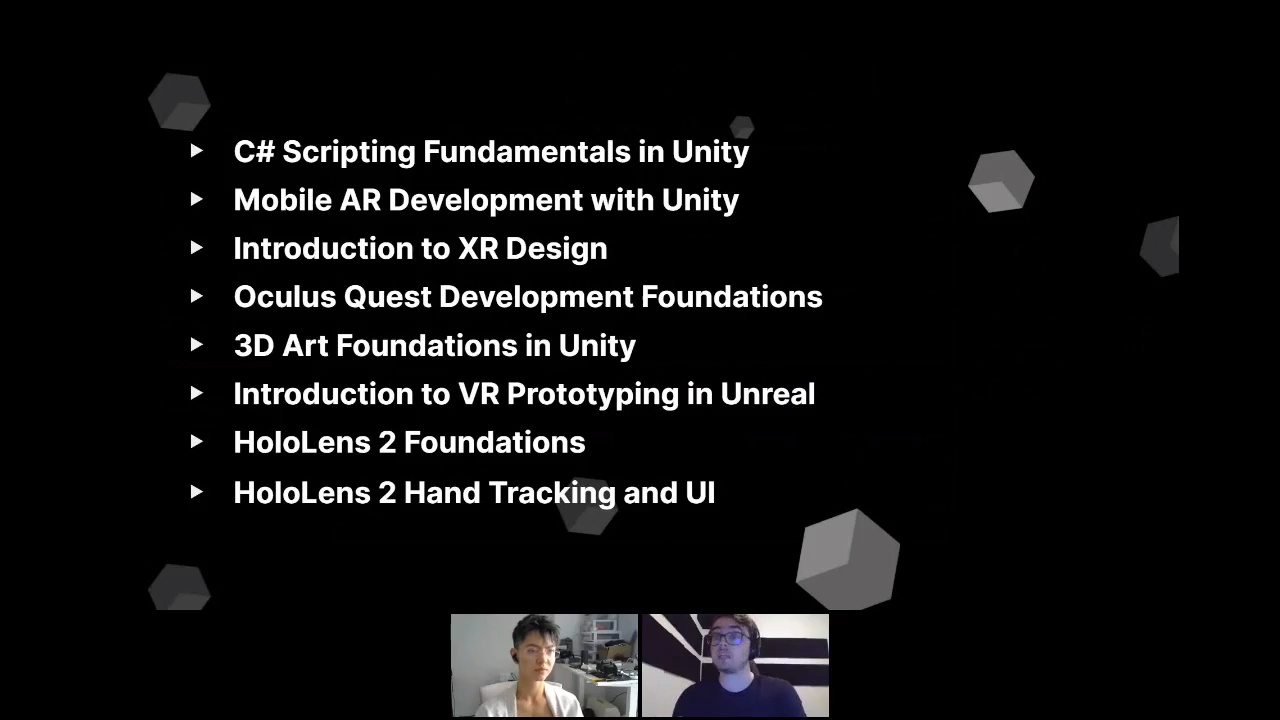 C# Scripting Fundamentals in Unity
Mobile AR Development with Unity
Introduction to XR Design
Oculus Quest Development Foundations
3D Art Foundations in Unity
Introduction to VR Prototyping in Unreal
HoloLens 2 Foundations
HoloLens 2 Hand Tracking and UI